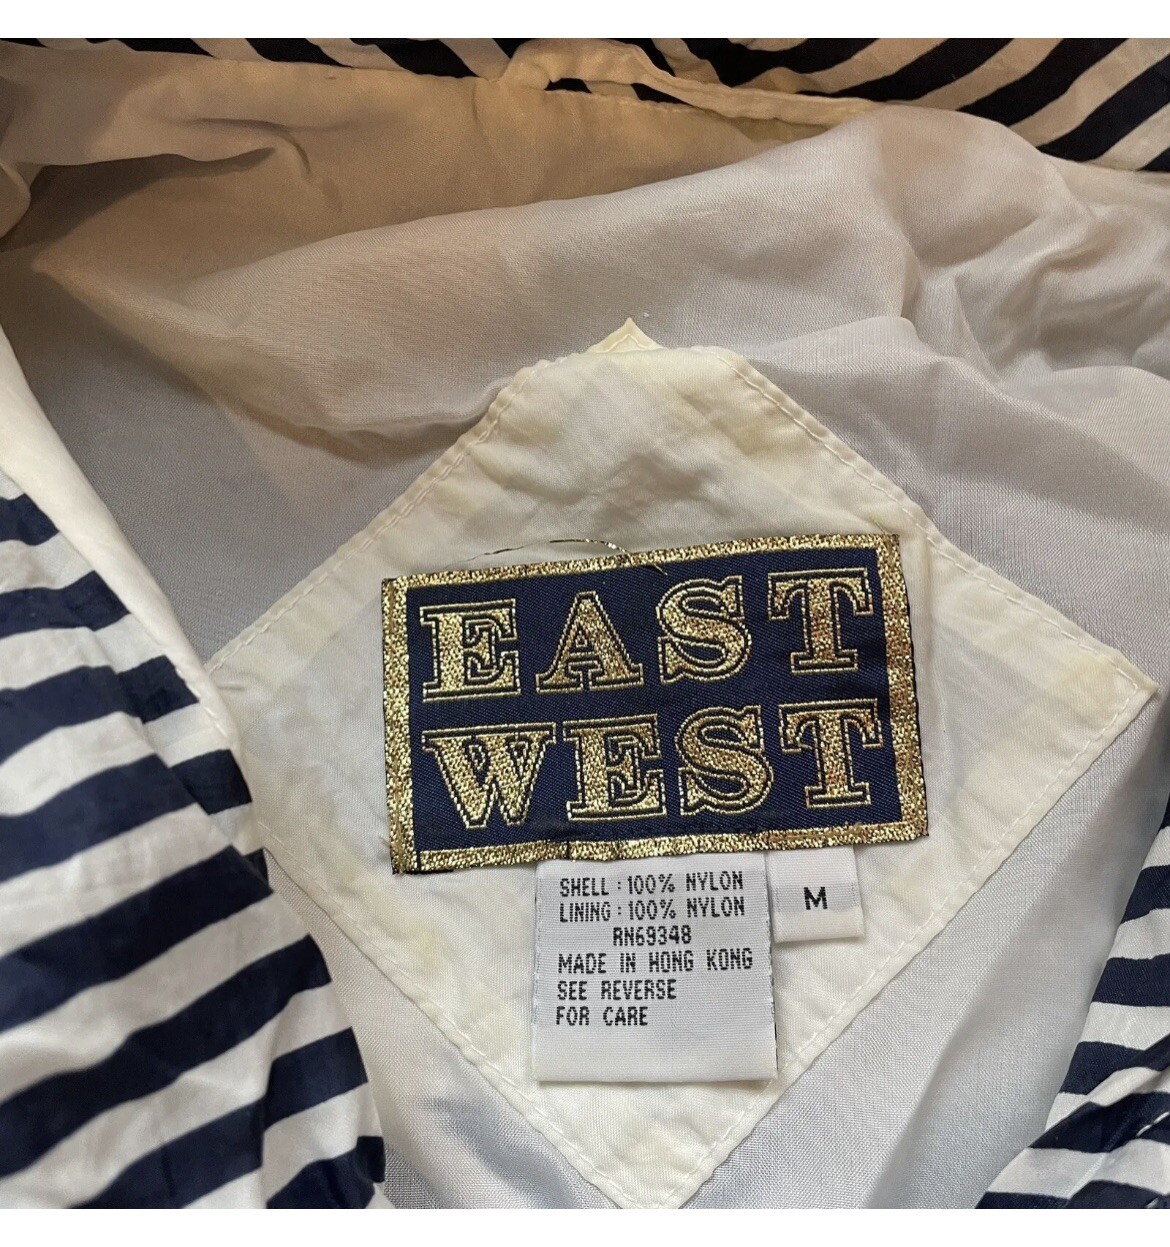 EAST
WEST
SHELL : 100% NYLON
LINING : 100% NYLON
RN69348
MADE IN HONG KONG
SEE REVERSE
FOR CARE
M